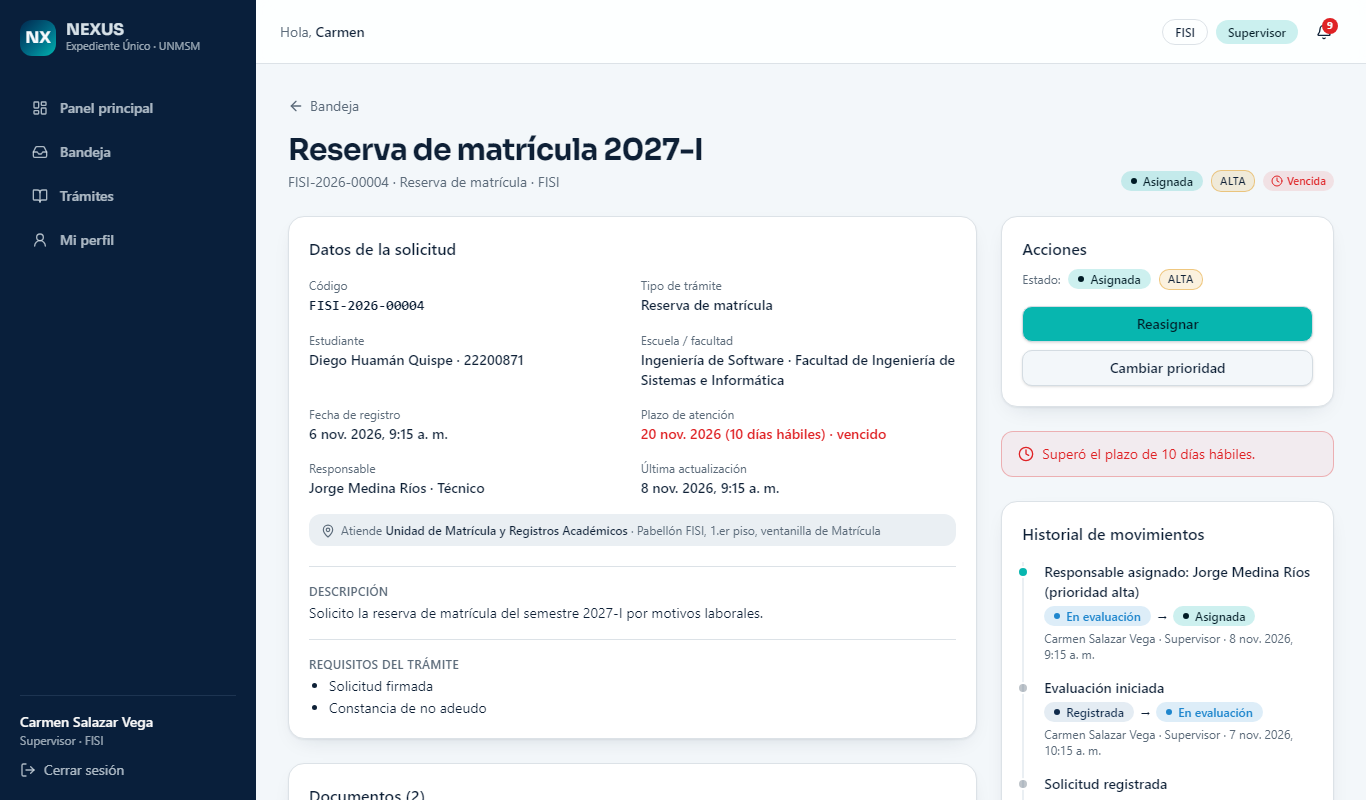 NX
NEXUS
Expediente Único · UNMSM
Panel principal
Bandeja
Trámites
Mi perfil
Carmen Salazar Vega
Supervisor · FISI
Cerrar sesión
Hola, Carmen
FISI
Supervisor
9
Bandeja
Reserva de matrícula 2027-I
FISI-2026-00004 · Reserva de matrícula · FISI
Asignada
ALTA
Vencida
Datos de la solicitud
Código
FISI-2026-00004
Tipo de trámite
Reserva de matrícula
Estudiante
Diego Huamán Quispe · 22200871
Escuela / facultad
Ingeniería de Software · Facultad de Ingeniería de
Sistemas e Informática
Fecha de registro
6 nov. 2026, 9:15 a. m.
Plazo de atención
20 nov. 2026 (10 días hábiles) · vencido
Responsable
Jorge Medina Ríos · Técnico
Última actualización
8 nov. 2026, 9:15 a. m.
Atiende Unidad de Matrícula y Registros Académicos · Pabellón FISI, 1.er piso, ventanilla de Matrícula
DESCRIPCIÓN
Solicito la reserva de matrícula del semestre 2027-I por motivos laborales.
REQUISITOS DEL TRÁMITE
Solicitud firmada
Constancia de no adeudo
Documentos (2)
Acciones
Estado: Asignada ALTA
Reasignar
Cambiar prioridad
Superó el plazo de 10 días hábiles.
Historial de movimientos
Responsable asignado: Jorge Medina Ríos
(prioridad alta)
En evaluación → Asignada
Carmen Salazar Vega · Supervisor · 8 nov. 2026,
9:15 a. m.
Evaluación iniciada
Registrada → En evaluación
Carmen Salazar Vega · Supervisor · 7 nov. 2026,
10:15 a. m.
Solicitud registrada